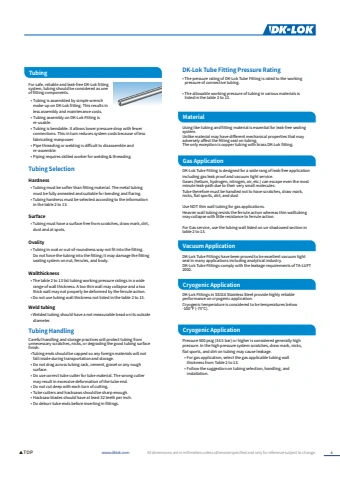 DK-LOK
Tubing
For safe, reliable and leak-free DK-Lok fitting
system, tubing should be considered as one
of fitting components.
• Tubing is assembled by simple wrench
make-up on DK-Lok fitting. This results in
less assembly and maintenance costs.
• Tubing assembly on DK-Lok Fitting is
re-usable.
• Tubing is bendable. It allows lower pressure drop with fewer
connections. This in turn reduces system costs because of less
fabricating manpower
• Pipe threading or welding is difficult to disassemble and
re-assemble.
• Piping requires skilled worker for welding & threading.
Tubing Selection
Hardness
• Tubing must be softer than fitting material. The metal tubing
must be fully annealed and suitable for bending and flaring.
• Tubing hardness must be selected according to the information
in the table 2 to 13.
Surface
• Tubing must have a surface free from scratches, draw mark, dirt,
dust and at spots.
Ovality
• Tubing in oval or out-of-roundness may not fit into the fitting.
Do not force the tubing into the fitting; it may damage the fitting
sealing system on nut, ferrules, and body.
Wallthickness
• The table 2 to 13 list tubing working pressure ratings in a wide
range of wall thickness. A too thin wall may collapse and a too
thick wall may not properly be deformed by the ferrule action.
• Do not use tubing wall thickness not listed in the table 2 to 13.
Weld tubing
• Welded tubing should have a not measurable bead on its outside
diameter.
Tubing Handling
Careful handling and storage practices will protect tubing from
unnecessary scratches, nicks, or degrading the good tubing surface
finish.
•Tubing ends should be capped so any foreign materials will not
fall inside during transportation and storage.
• Do not drag across tubing rack, cement, gravel or any rough
surface.
• Do use correct tube cutter for tube material. The wrong cutter
may result in excessive deformation of the tube end.
• Do not cut deep with each turn of cutting.
• Tube cutters and hacksaws should be sharp enough.
• Hacksaw blades should have at least 32 teeth per inch.
• Do deburr tube ends before inserting in fittings.
DK-Lok Tube Fitting Pressure Rating
• The pressure rating of DK-Lok Tube Fitting is rated to the working
pressure of connective tubing.
• The allowable working pressure of tubing in various materials is
listed in the table 2 to 13.
Material
Using like tubing and fitting material is essential for leak-free sealing
system.
Unlike material may have different mechanical properties that may
adversely affect the fitting seal on tubing.
The only exception is copper tubing with brass DK-Lok fitting.
Gas Application
DK-Lok Tube Fitting is designed for a wide range of leak-free application
including gas leak-proof and vacuum tight service.
Gases (helium, hydrogen, nitrogen, air, etc.) can escape even the most
minute leak-path due to their very small molecules.
Tube therefore must be handled not to have scratches, draw mark,
nicks, flat spots, dirt, and dust.
Use NOT thin wall tubing for gas applications.
Heavier wall tubing resists the ferrule action whereas thin wall tubing
may collapse with little resistance to ferrule action.
For Gas service, use the tubing wall listed on un-shadowed section in
table 2 to 13.
Vacuum Application
DK-Lok Tube Fittings have been proved to be excellent vacuum tight
seal in many applications including analytical industry.
DK-Lok Tube Fittings comply with the leakage requirements of TA-LUFT
2002.
Cryogenic Application
DK-Lok Fittings in SS316 Stainless Steel provide highly reliable
performance on cryogenic application
Cryogenic temperature is considered to be temperatures below
Cryogenic Application
Pressure 500 psig (34.5 bar) or higher is considered generally high
pressure. In the high pressure system scratches, draw mark, nicks,
flat spots, and dirt on tubing may cause leakage.
• For gas application, select the gas applicable tubing wall
thickness from Table 2 to 13.
• Follow the suggestion on tubing selection, handling, and
installation.
▲TOP
www.dklok.com
All dimensions are in millimeters unless otherwise specified and only for reference subject to change.